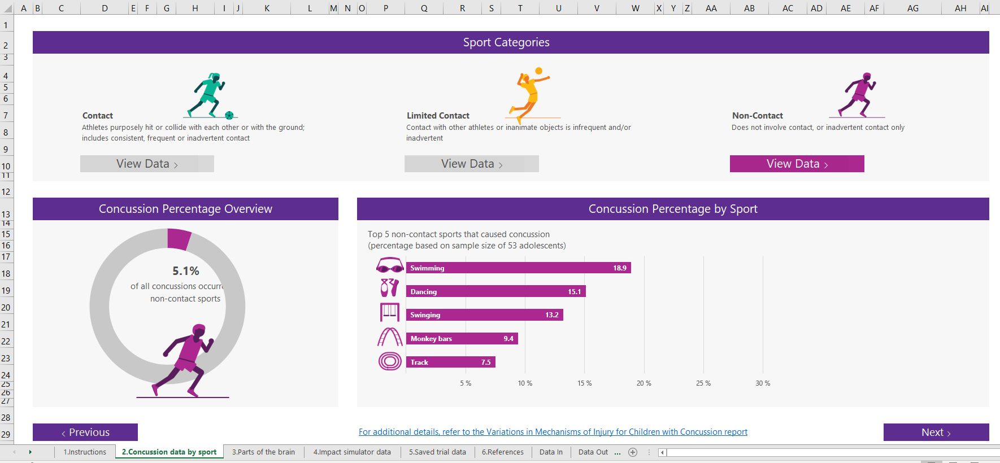 A B C D E F G H I J K L M N O P Q R S T U V W X Y Z AA AB AC AD AE AF AG AH AI
1
2
3
4
5
6
7
8
9
10
11
12
13
14
15
16
17
18
19
20
21
22
23
24
25
26
27
28
29
Sport Categories
Contact
Athletes purposely hit or collide with each other or with the ground;
includes consistent, frequent or inadvertent contact
View Data >
Limited Contact
Contact with other athletes or inanimate objects is infrequent and/or
inadvertent
View Data >
Non-Contact
Does not involve contact, or inadvertent contact only
View Data >
Concussion Percentage Overview
5.1%
of all concussions occurr
non-contact sports
Concussion Percentage by Sport
Top 5 non-contact sports that caused concussion
(percentage based on sample size of 53 adolescents)
Swimming 18.9
Dancing 15.1
Swinging 13.2
Monkey bars 9.4
Track 7.5
5 % 10 % 15 % 20 % 25 % 30 %
< Previous
For additional details, refer to the Variations in Mechanisms of Injury for Children with Concussion report
Next >
1.Instructions 2.Concussion data by sport 3.Parts of the brain 4.Impact simulator data 5.Saved trial data 6.References Data In Data Out ...